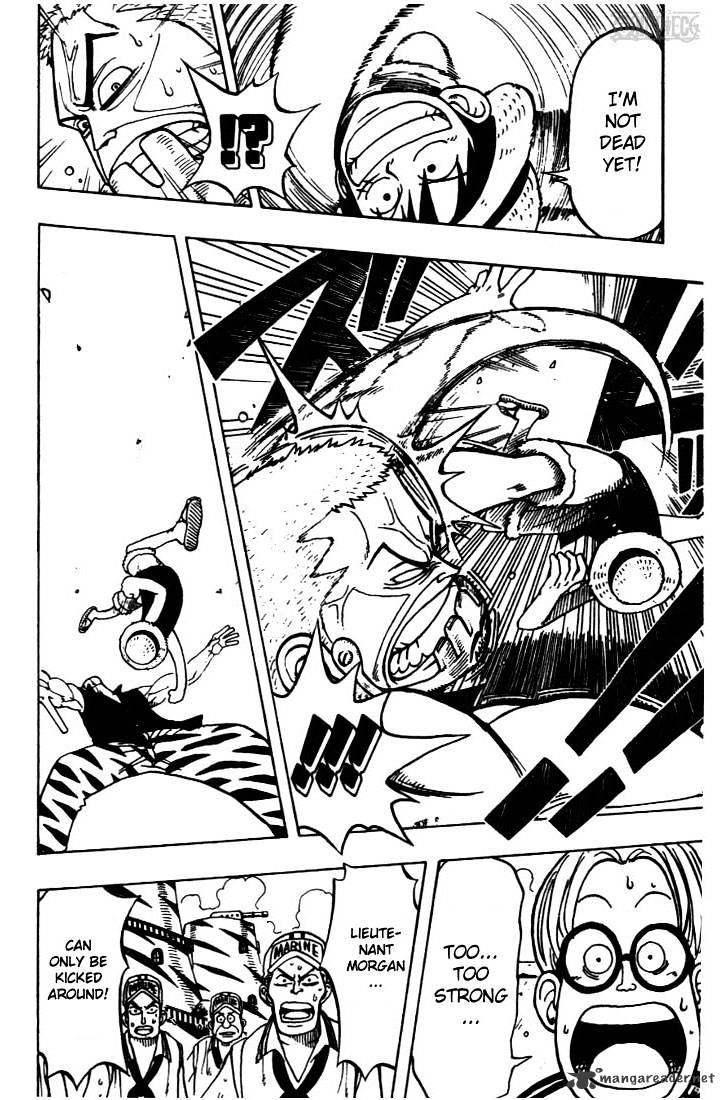 I'M
NOT
DEAD
YET!
!?
!!!
TOO...
TOO
STRONG
...
LIEUTE-
NANT
MORGAN
...
MARINE
CAN
ONLY BE
KICKED
AROUND!
mangareader.net